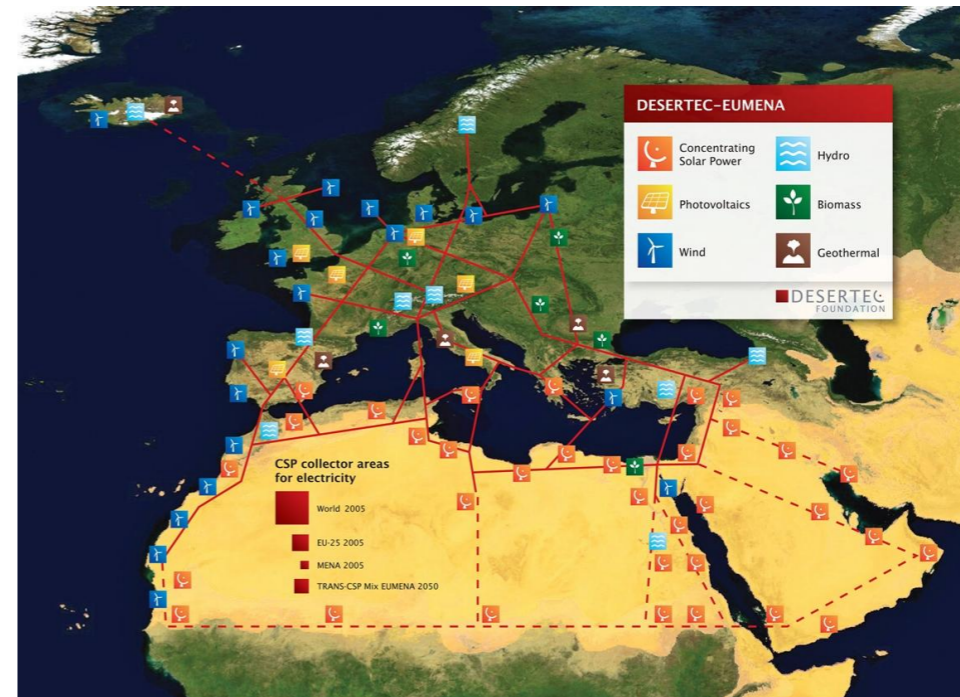 DESERTEC–EUMENA
Concentrating
Solar Power
Hydro
Photovoltaics
Biomass
Wind
Geothermal
DESERTEC
FOUNDATION
CSP collector areas
for electricity
World 2005
EU-25 2005
MENA 2005
TRANS-CSP Mix EUMENA 2050